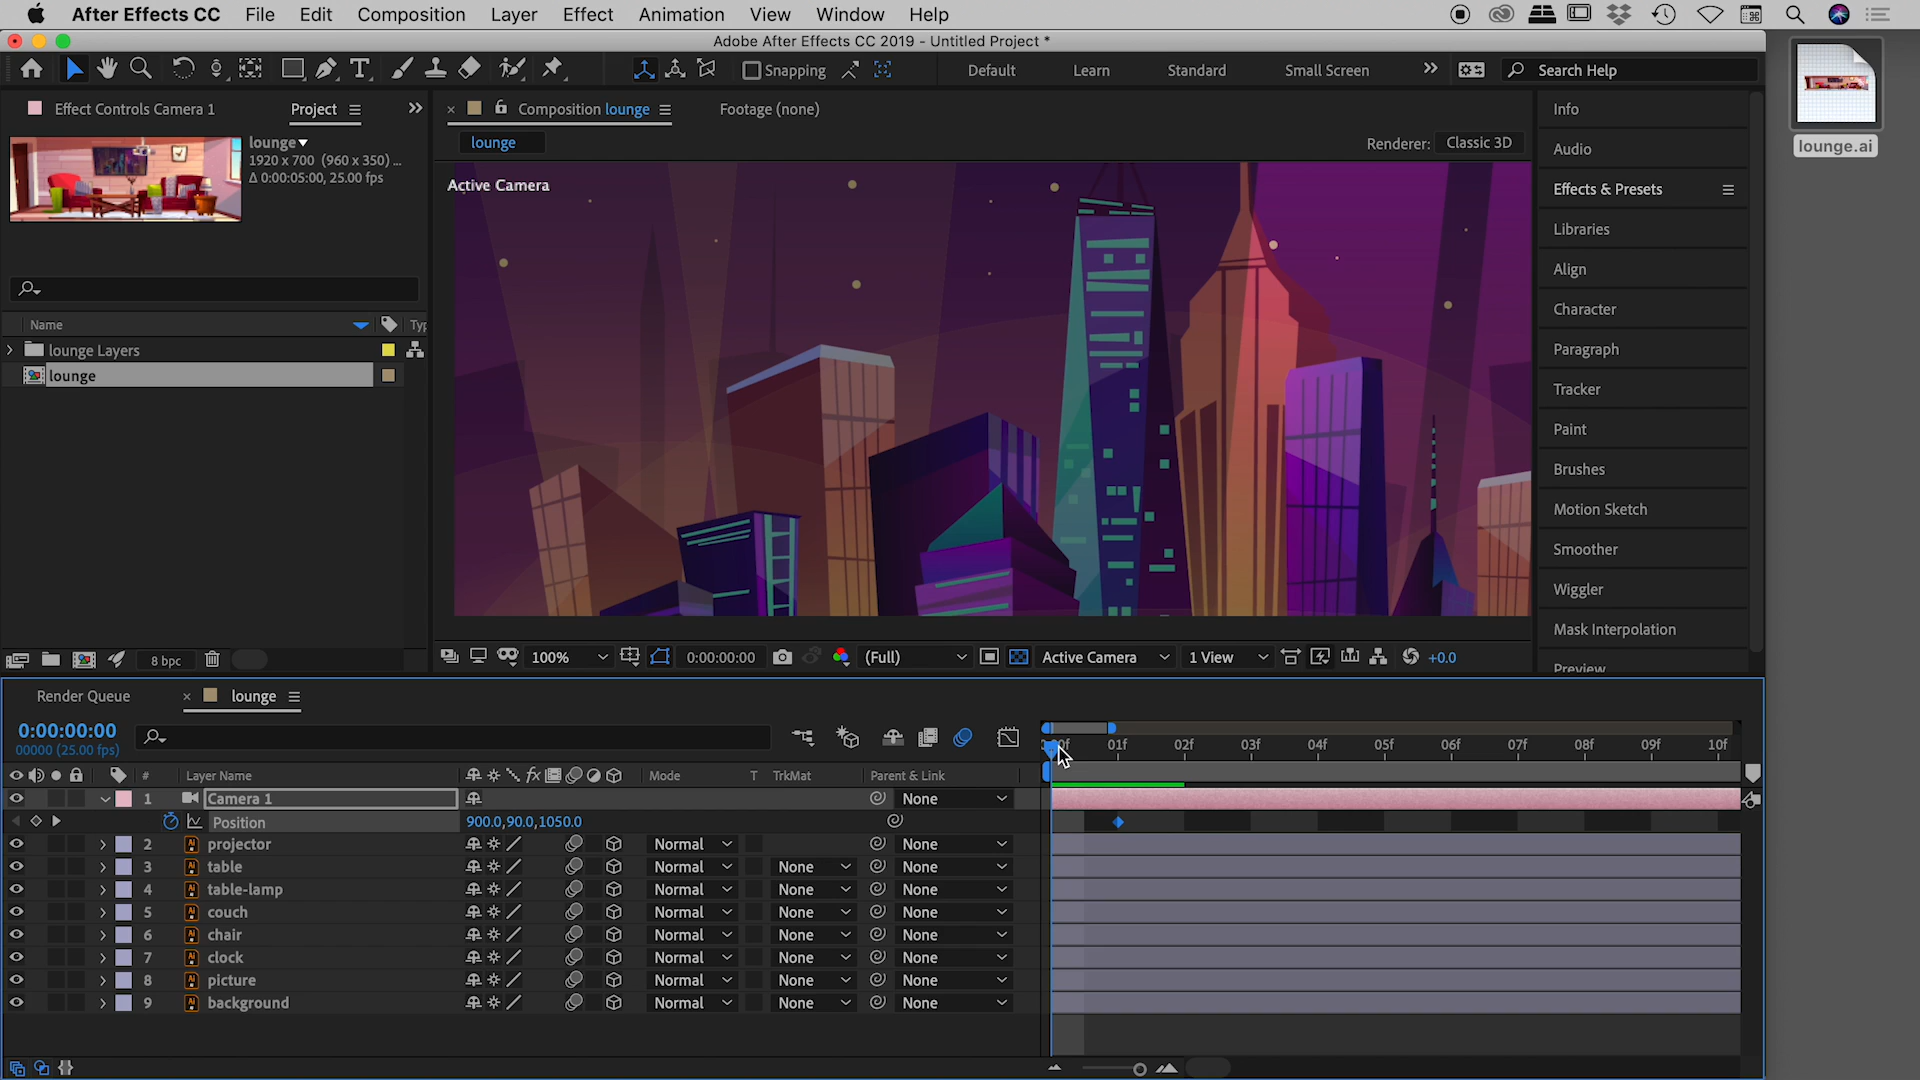 After Effects CC File Edit Composition Layer Effect Animation View Window Help
Adobe After Effects CC 2019 - Untitled Project *
Snapping Default Learn Standard Small Screen Search Help
Effect Controls Camera 1 Project
Composition lounge Footage (none)
lounge
1920 x 700 (960 x 350) ...
Δ 0:00:05:00, 25.00 fps
lounge
Renderer: Classic 3D
Active Camera
Name
lounge Layers
lounge
8 bpc
100% 0:00:00:00 (Full) Active Camera 1 View +0.0
Info
Audio
Effects & Presets
Libraries
Align
Character
Paragraph
Tracker
Paint
Brushes
Motion Sketch
Smoother
Wiggler
Mask Interpolation
Preview
lounge.ai
Render Queue lounge
0:00:00:00
00000 (25.00 fps)
01f 02f 03f 04f 05f 06f 07f 08f 09f 10f
# Layer Name fx Mode T TrkMat Parent & Link
1 Camera 1 None
Position 900.0,90.0,1050.0
2 projector Normal None
3 table Normal None None
4 table-lamp Normal None None
5 couch Normal None None
6 chair Normal None None
7 clock Normal None None
8 picture Normal None None
9 background Normal None None